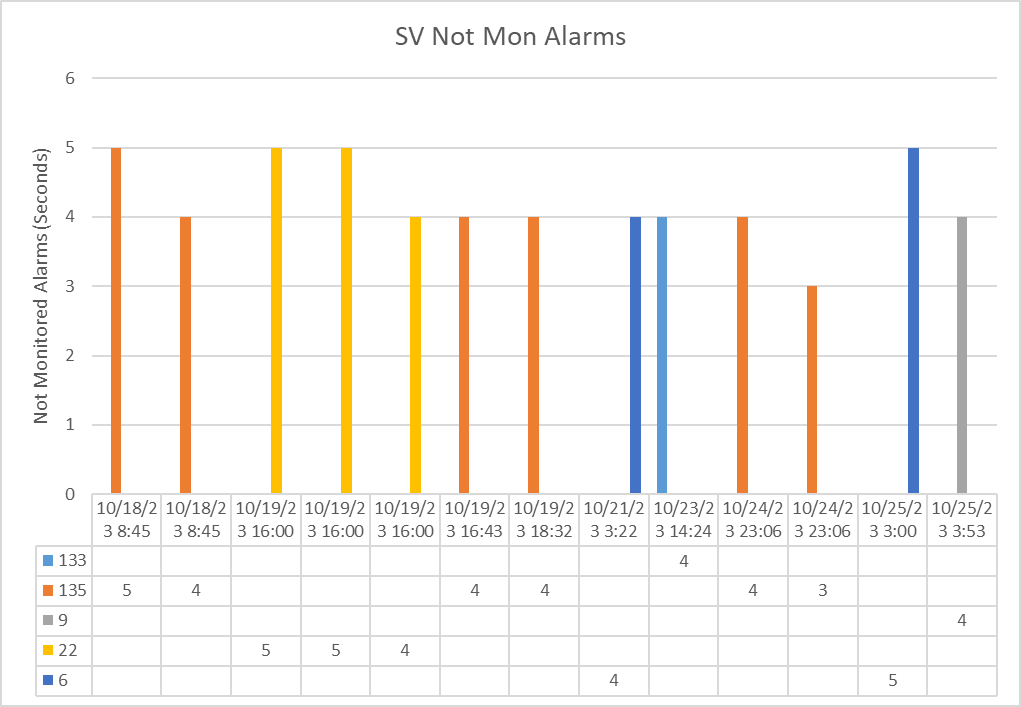 SV Not Mon Alarms
Not Monitored Alarms (Seconds)
6
5
4
3
2
1
0
10/18/2 10/18/2 10/19/2 10/19/2 10/19/2 10/19/2 10/19/2 10/21/2 10/23/2 10/24/2 10/24/2 10/25/2 10/25/2
3 8:45 3 8:45 3 16:00 3 16:00 3 16:00 3 16:43 3 18:32 3 3:22 3 14:24 3 23:06 3 23:06 3 3:00 3 3:53
133 4
135 5 4 4 4 4 3
9 4
22 5 5 4
6 4 5